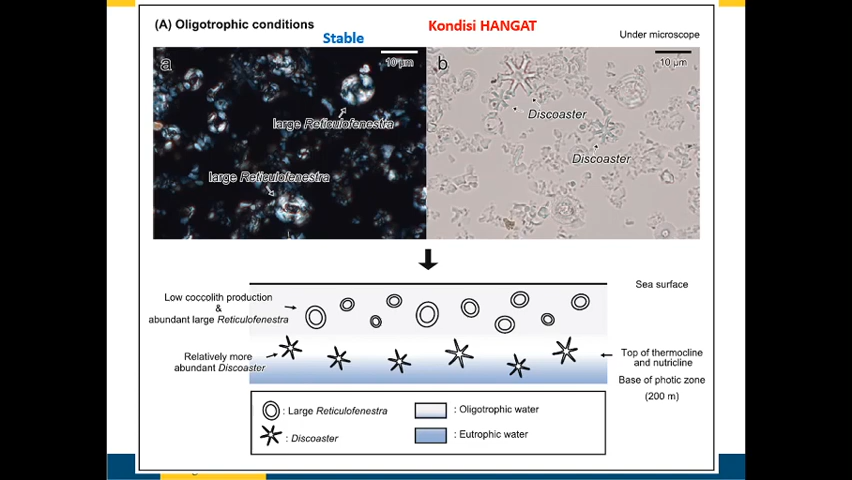 (A) Oligotrophic conditions
Stable
Kondisi HANGAT
Under microscope
a
10 µm
large Reticulofenestra
large Reticulofenestra
b
10 µm
Discoaster
Discoaster
Sea surface
Low coccolith production
&
abundant large Reticulofenestra
Relatively more
abundant Discoaster
Top of thermocline
and nutricline
Base of photic zone
(200 m)
: Large Reticulofenestra
: Oligotrophic water
: Discoaster
: Eutrophic water